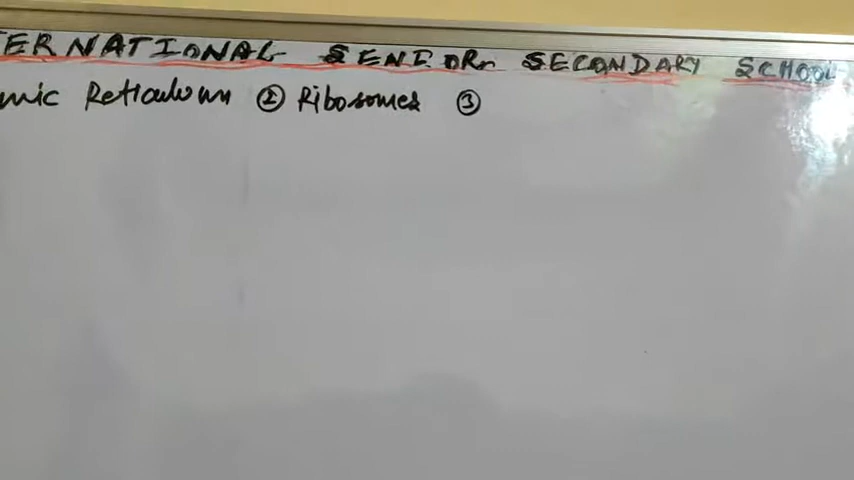 ERNATIONAL SENIOR SECONDARY SCHOOL
mic Reticulum ② Ribosomes ③